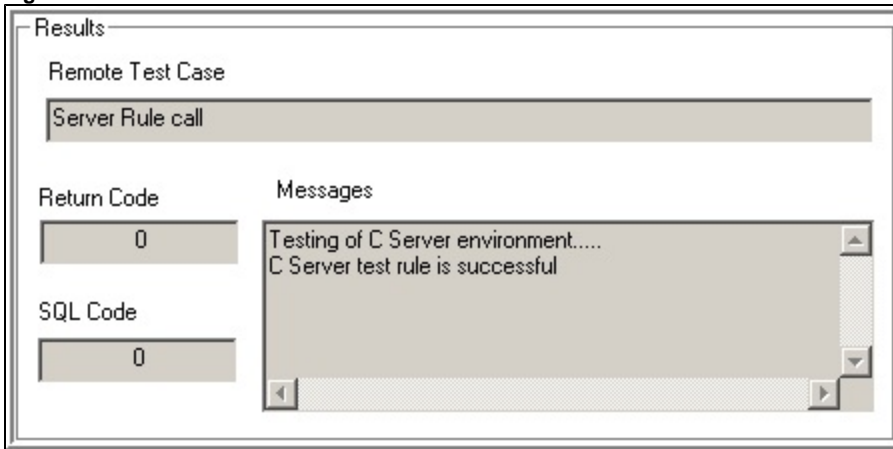 Results
Remote Test Case
Server Rule call
Return Code
0
Messages
Testing of C Server environment.....
C Server test rule is successful
SQL Code
0